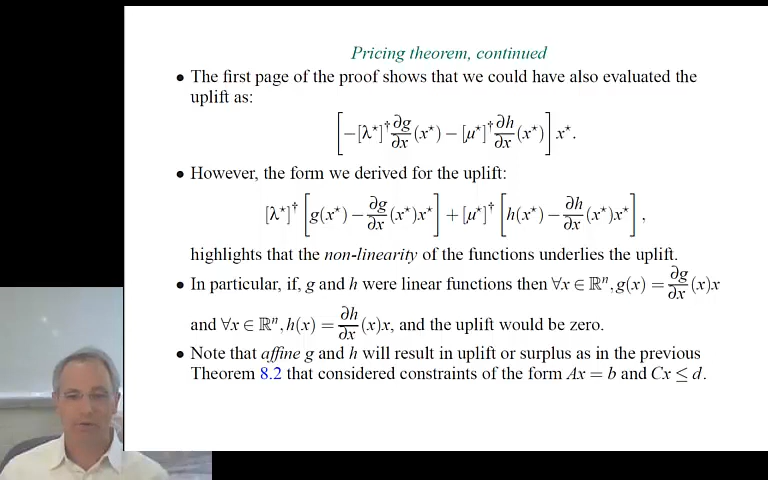 Pricing theorem, continued
• The first page of the proof shows that we could have also evaluated the
uplift as:
[−[λ⋆]†∂g/∂x(x⋆) − [μ⋆]†∂h/∂x(x⋆)] x⋆.
• However, the form we derived for the uplift:
[λ⋆]† [g(x⋆) − ∂g/∂x(x⋆)x⋆] + [μ⋆]† [h(x⋆) − ∂h/∂x(x⋆)x⋆],
highlights that the non-linearity of the functions underlies the uplift.
• In particular, if, g and h were linear functions then ∀x ∈ ℝⁿ, g(x) = ∂g/∂x(x)x
and ∀x ∈ ℝⁿ, h(x) = ∂h/∂x(x)x, and the uplift would be zero.
• Note that affine g and h will result in uplift or surplus as in the previous
Theorem 8.2 that considered constraints of the form Ax = b and Cx ≤ d.